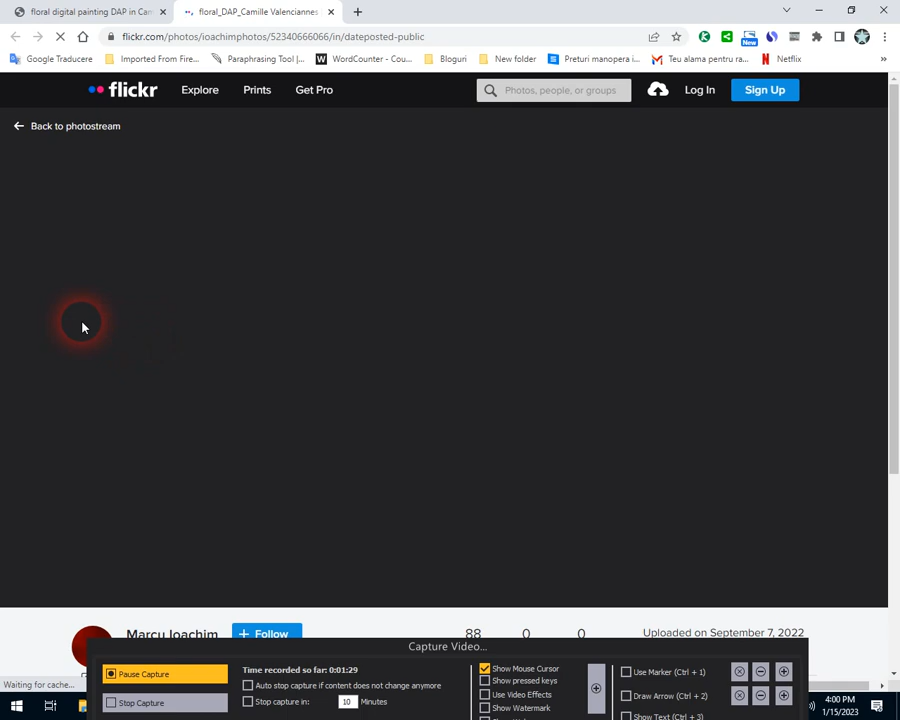 floral digital painting DAP in Can
floral_DAP_Camille Valenciannes
flickr.com/photos/ioachimphotos/52340666066/in/dateposted-public
New
Google Traducere
Imported From Fire...
Paraphrasing Tool |...
WordCounter - Cou...
Bloguri
New folder
Preturi manopera i...
Teu alama pentru ra...
Netflix
»
flickr
Explore
Prints
Get Pro
Photos, people, or groups
Log In
Sign Up
Back to photostream
Marcu Ioachim
Follow
88
0
0
Uploaded on September 7, 2022
Capture Video...
Pause Capture
Stop Capture
Time recorded so far: 0:01:29
Auto stop capture if content does not change anymore
Stop capture in:
10
Minutes
Show Mouse Cursor
Show pressed keys
Use Video Effects
Show Watermark
Use Marker (Ctrl + 1)
Draw Arrow (Ctrl + 2)
Show Text (Ctrl + 3)
Waiting for cache...
4:00 PM
1/15/2023